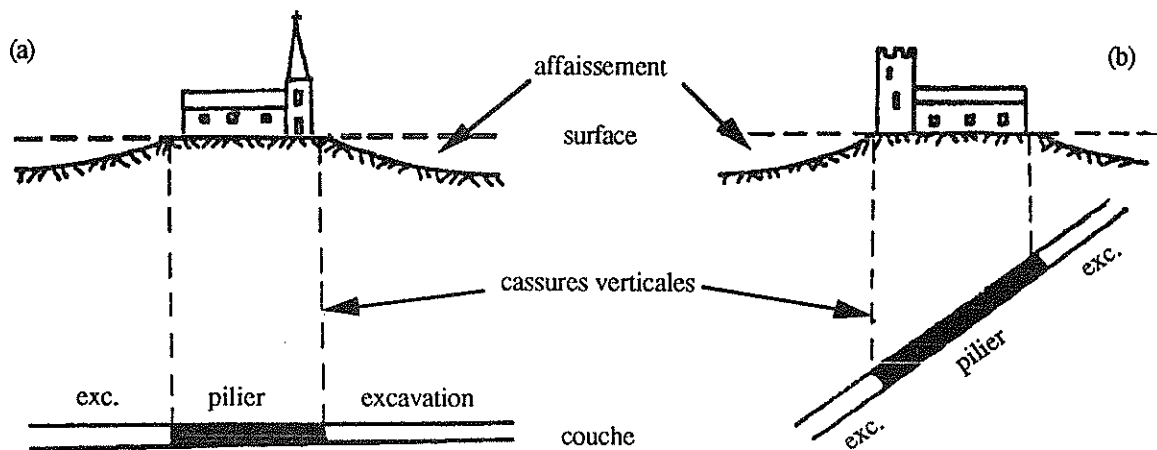 (a)
affaissement
(b)
surface
cassures verticales
exc.
pilier
excavation
couche
exc.
pilier
exc.